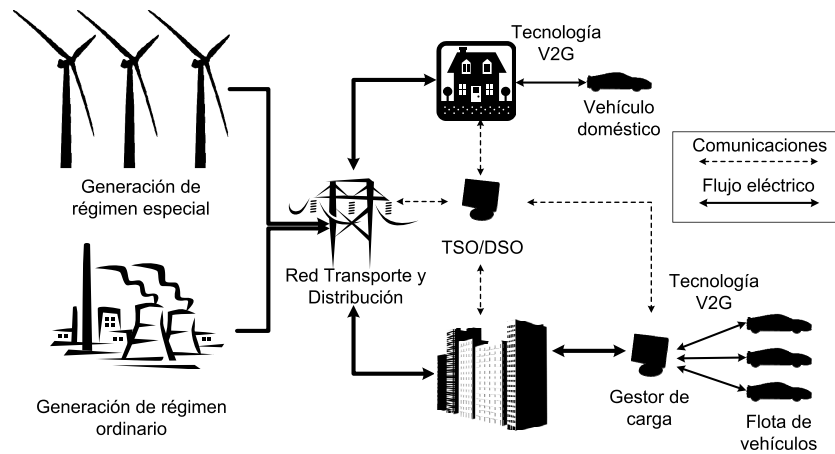 Tecnología
V2G
Vehículo
doméstico
Comunicaciones
Flujo eléctrico
Generación de
régimen especial
TSO/DSO
Red Transporte y
Distribución
Tecnología
V2G
Generación de régimen
ordinario
Gestor de
carga
Flota de
vehículos